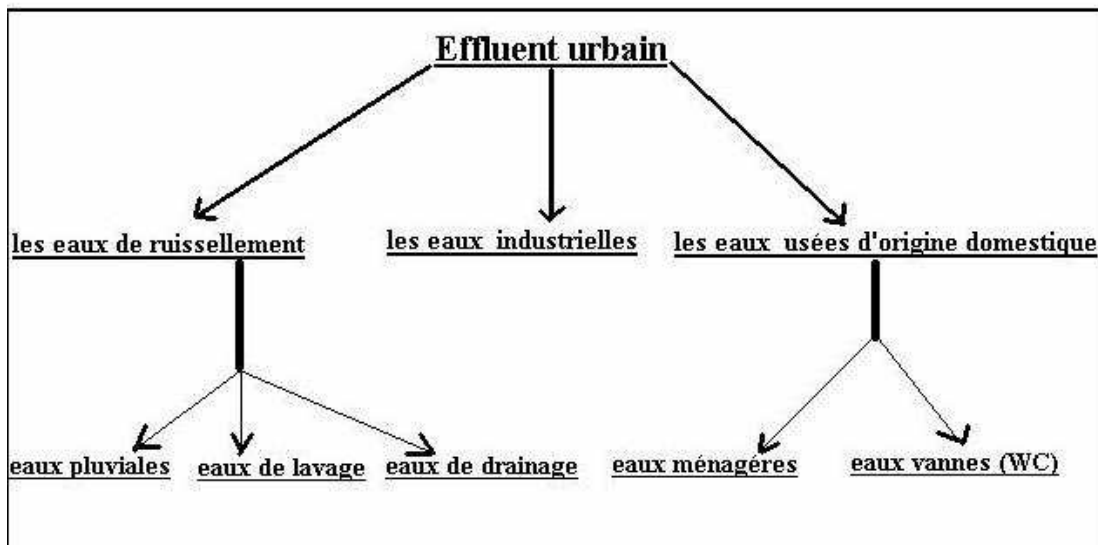 Effluent urbain
les eaux de ruissellement
les eaux industrielles
les eaux usées d'origine domestique
eaux pluviales
eaux de lavage
eaux de drainage
eaux ménagéres
eaux vannes (WC)